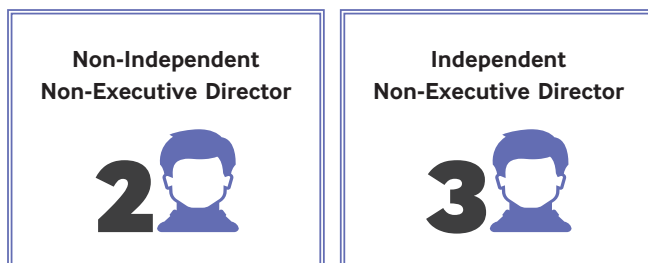 Non-Independent
Non-Executive Director
2
Independent
Non-Executive Director
3